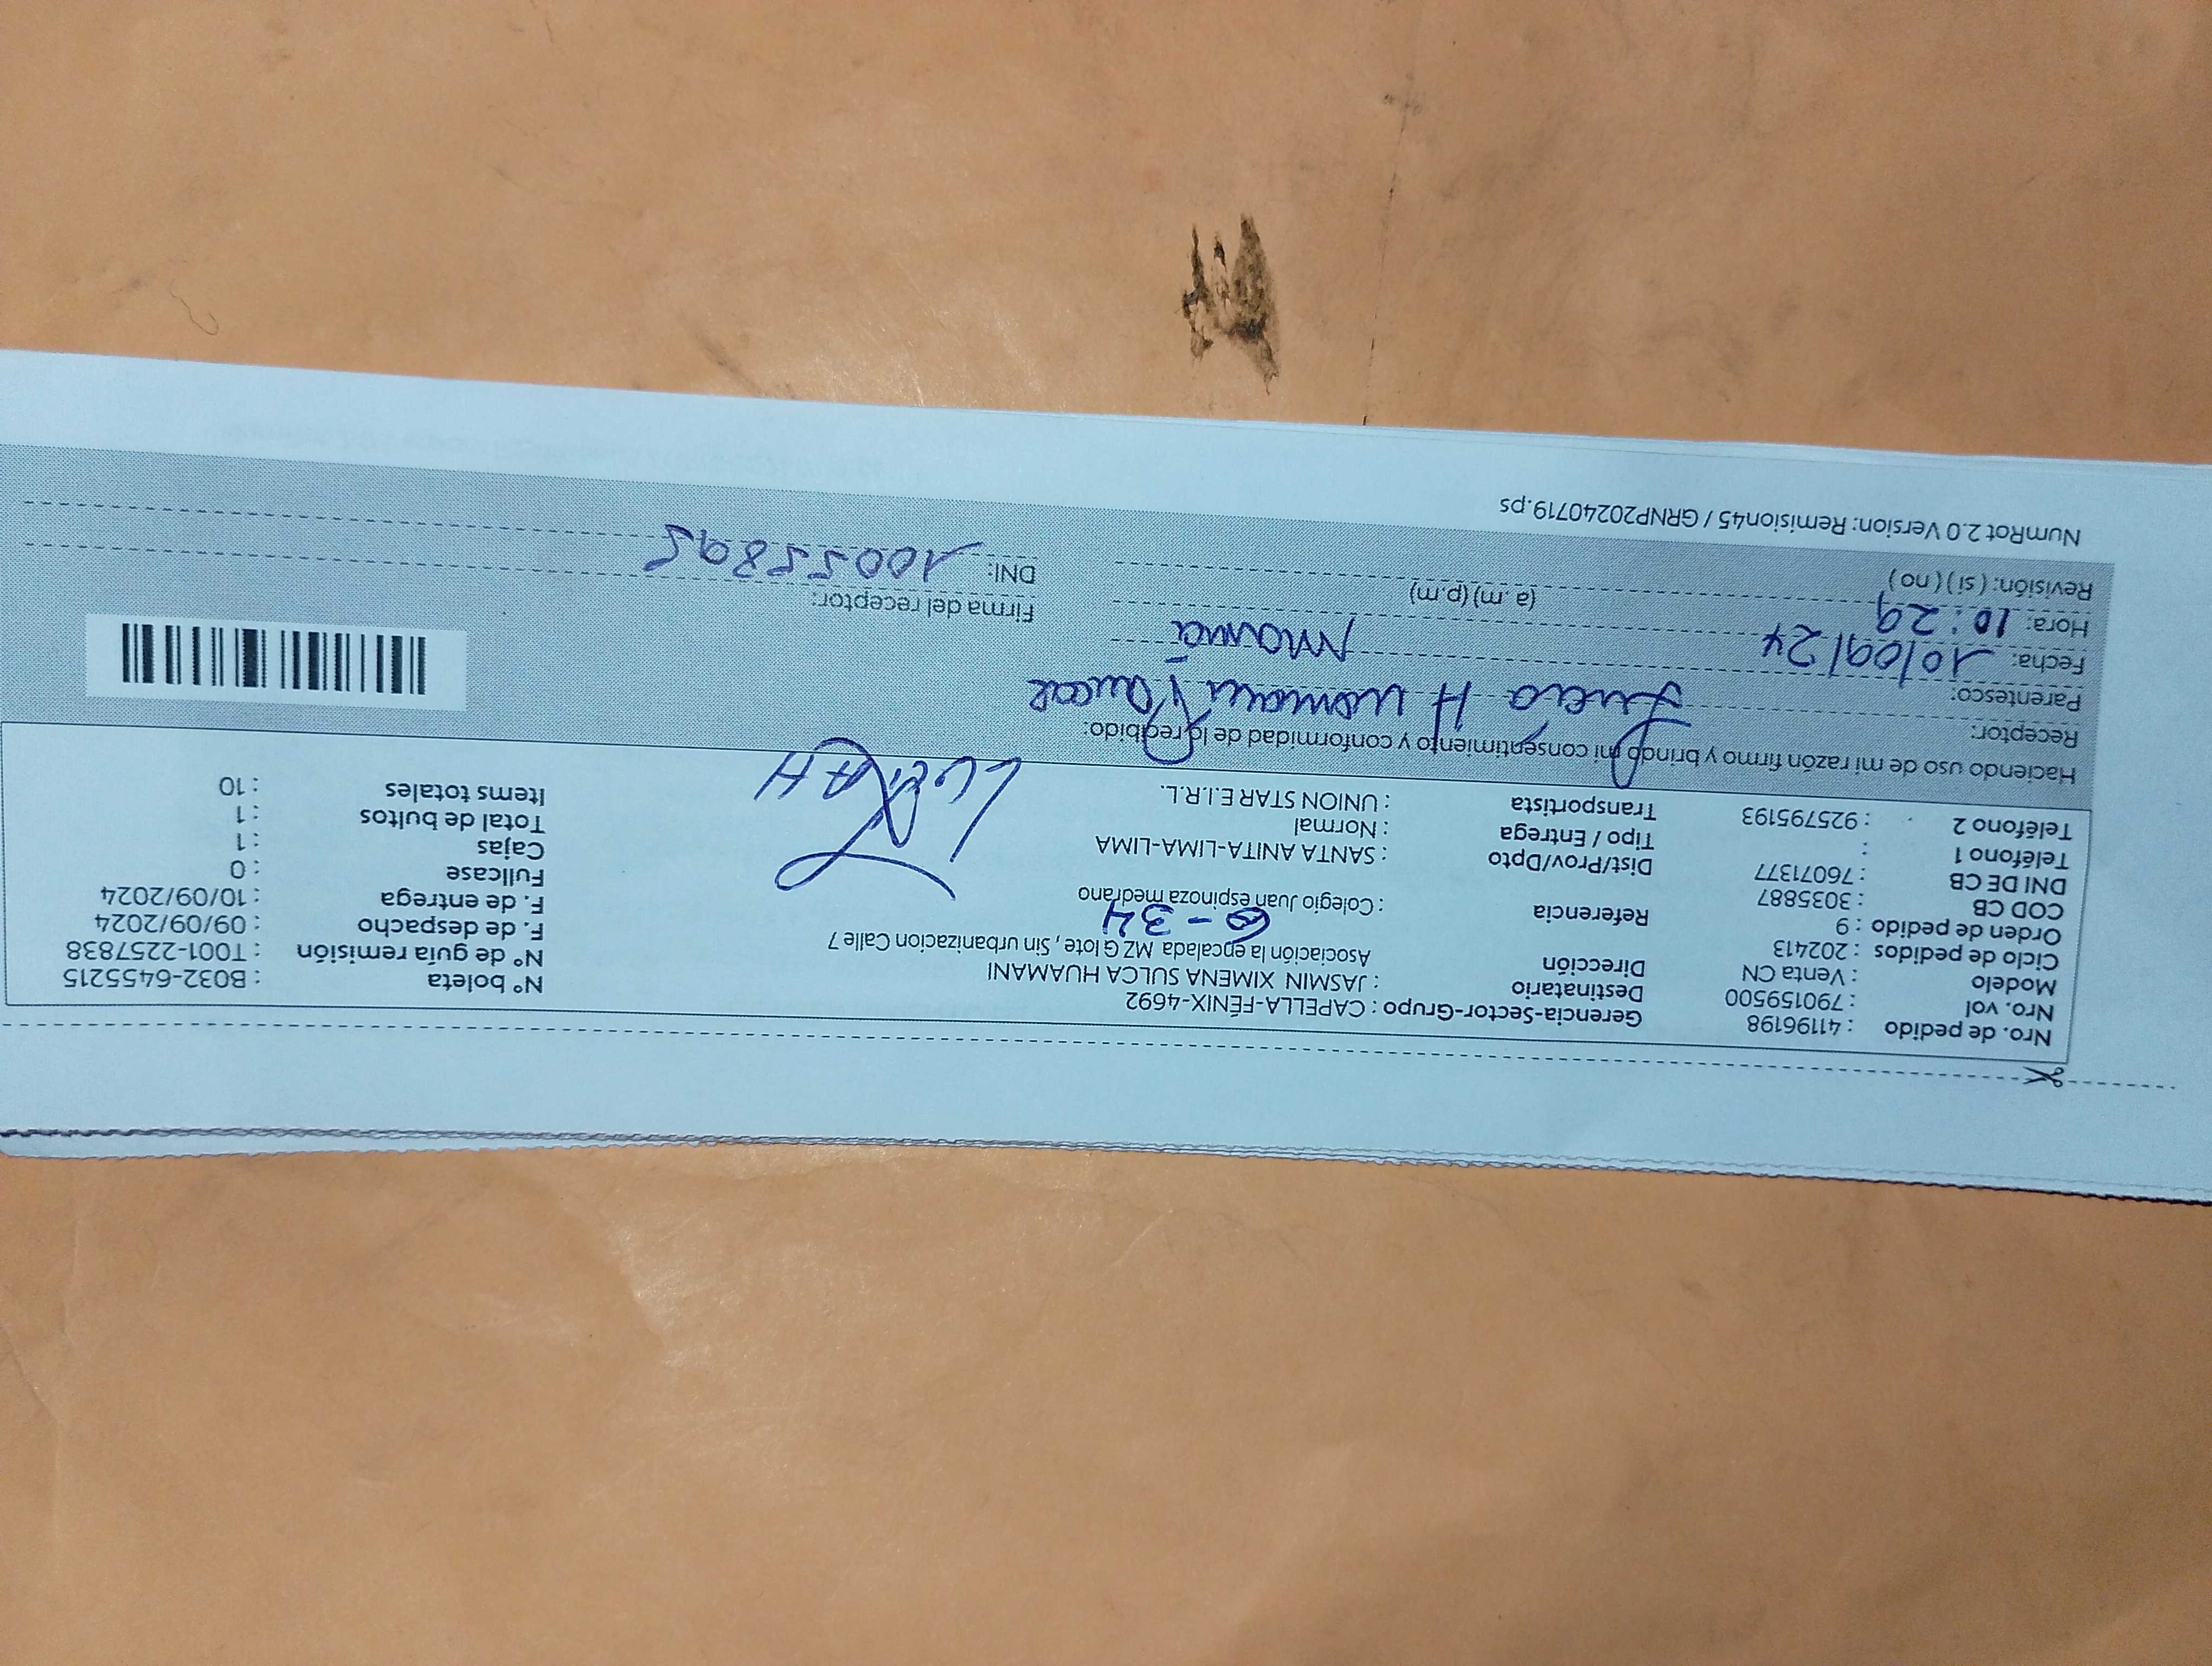 Nro. de pedido : 41196198 Gerencia-Sector-Grupo : CAPELLA-FÉNIX-4692
Nro. vol : 790159500 Destinatario : JASMIN XIMENA SULCA HUAMANI N° boleta : B032-6455215
Modelo : Venta CN Dirección Asociación la encalada MZ G lote , Sin urbanizacion Calle 7 N° de guía remisión : T001-2257838
Ciclo de pedidos : 202413 G-34 F. de despacho : 09/09/2024
Orden de pedido : 9 Referencia : Colegio Juan espinoza medrano F. de entrega : 10/09/2024
COD CB : 3035887 Fullcase : 0
DNI DE CB : 76071377 Dist/Prov/Dpto : SANTA ANITA-LIMA-LIMA Cajas : 1
Teléfono 1 : Tipo / Entrega : Normal Total de bultos : 1
Teléfono 2 : 925795193 Transportista : UNION STAR E.I.R.L. Items totales : 10
Haciendo uso de mi razón firmo y brindo mi consentimiento y conformidad de lo recibido:
Receptor: Lucia Huamani
Parentesco: mamá
Fecha: 10/09/24
Hora: 10:29 (a .m) (p.m) Firma del receptor:
Revisión: ( si ) ( no ) DNI: 10055895
NumRot 2.0 Version: Remision45 / GRNP20240719.ps